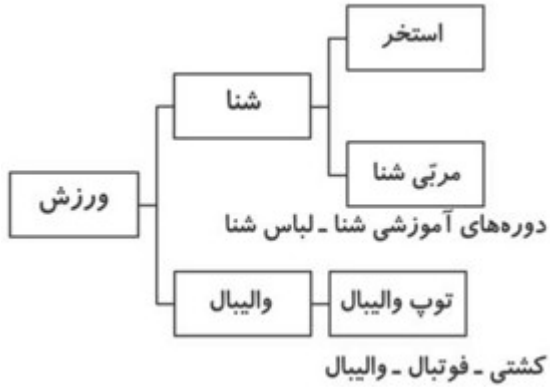 استخر
شنا
مربّی شنا
ورزش
دوره‌های آموزشی شنا ـ لباس شنا
والیبال
توپ والیبال
کشتی ـ فوتبال ـ والیبال